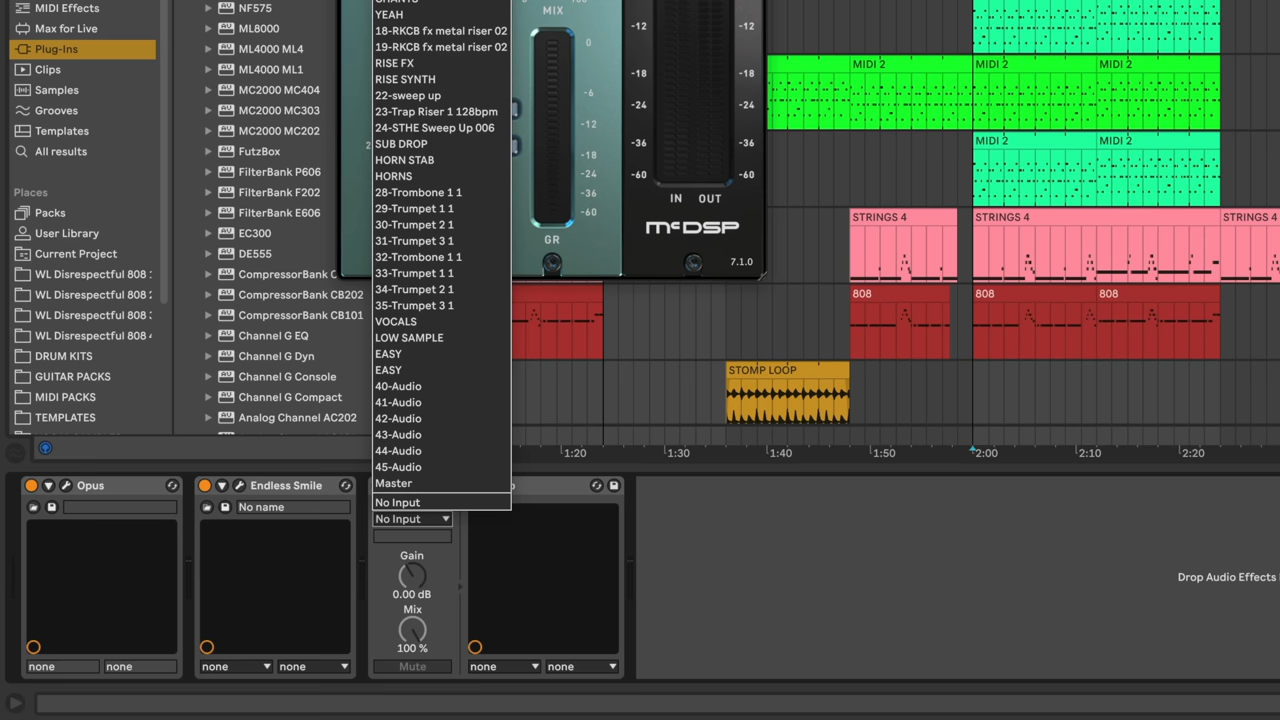 MIDI Effects
Max for Live
Plug-Ins
Clips
Samples
Grooves
Templates
All results
Places
Packs
User Library
Current Project
WL Disrespectful 808
WL Disrespectful 808
WL Disrespectful 808
WL Disrespectful 808
DRUM KITS
GUITAR PACKS
MIDI PACKS
TEMPLATES
NF575
ML8000
ML4000 ML4
ML4000 ML1
MC2000 MC404
MC2000 MC303
MC2000 MC202
FutzBox
FilterBank P606
FilterBank F202
FilterBank E606
EC300
DE555
CompressorBank C
CompressorBank CB202
CompressorBank CB101
Channel G EQ
Channel G Dyn
Channel G Console
Channel G Compact
Analog Channel AC202
YEAH
18-RKCB fx metal riser 02
19-RKCB fx metal riser 02
RISE FX
RISE SYNTH
22-sweep up
23-Trap Riser 1 128bpm
24-STHE Sweep Up 006
SUB DROP
HORN STAB
HORNS
28-Trombone 1 1
29-Trumpet 1 1
30-Trumpet 2 1
31-Trumpet 3 1
32-Trombone 1 1
33-Trumpet 1 1
34-Trumpet 2 1
35-Trumpet 3 1
VOCALS
LOW SAMPLE
EASY
EASY
40-Audio
41-Audio
42-Audio
43-Audio
44-Audio
45-Audio
Master
No Input
No Input
Gain
0.00 dB
Mix
100 %
Mute
MIX
0
-6
-12
-18
-24
-36
-60
GR
-12
-18
-24
-36
-60
-12
-18
-24
-36
-60
IN OUT
McDSP
7.1.0
MIDI 2
MIDI 2
MIDI 2
MIDI 2
MIDI 2
STRINGS 4
STRINGS 4
STRINGS 4
808
808
808
STOMP LOOP
1:20
1:30
1:40
1:50
2:00
2:10
2:20
Opus
none
none
Endless Smile
No name
none
none
none
none
Drop Audio Effects